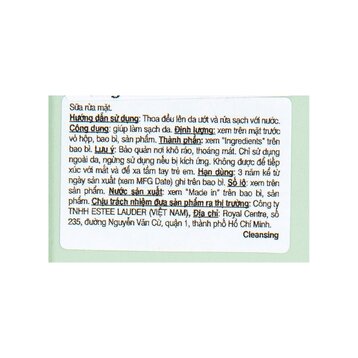 Sữa rửa mặt.
Hướng dẫn sử dụng: Thoa đều lên da ướt và rửa sạch với nước.
Công dụng: giúp làm sạch da. Định lượng: xem trên mặt trước
vỏ hộp, bao bì, sản phẩm. Thành phần: xem "Ingredients" trên
bao bì. Lưu ý: Bảo quản nơi khô ráo, thoáng mát. Chỉ sử dụng
ngoài da, ngừng sử dụng nếu bị kích ứng. Không được để tiếp
xúc với mắt và để xa tầm tay trẻ em. Hạn dùng: 3 năm kể từ
ngày sản xuất (xem MFG Date) ghi trên bao bì. Số lô: xem trên
sản phẩm. Nước sản xuất: xem "Made in" trên bao bì, sản
phẩm. Chịu trách nhiệm đưa sản phẩm ra thị trường: Công ty
TNHH ESTEE LAUDER (VIỆT NAM), Địa chỉ: Royal Centre, số
235, đường Nguyễn Văn Cừ, quận 1, thành phố Hồ Chí Minh.
Cleansing